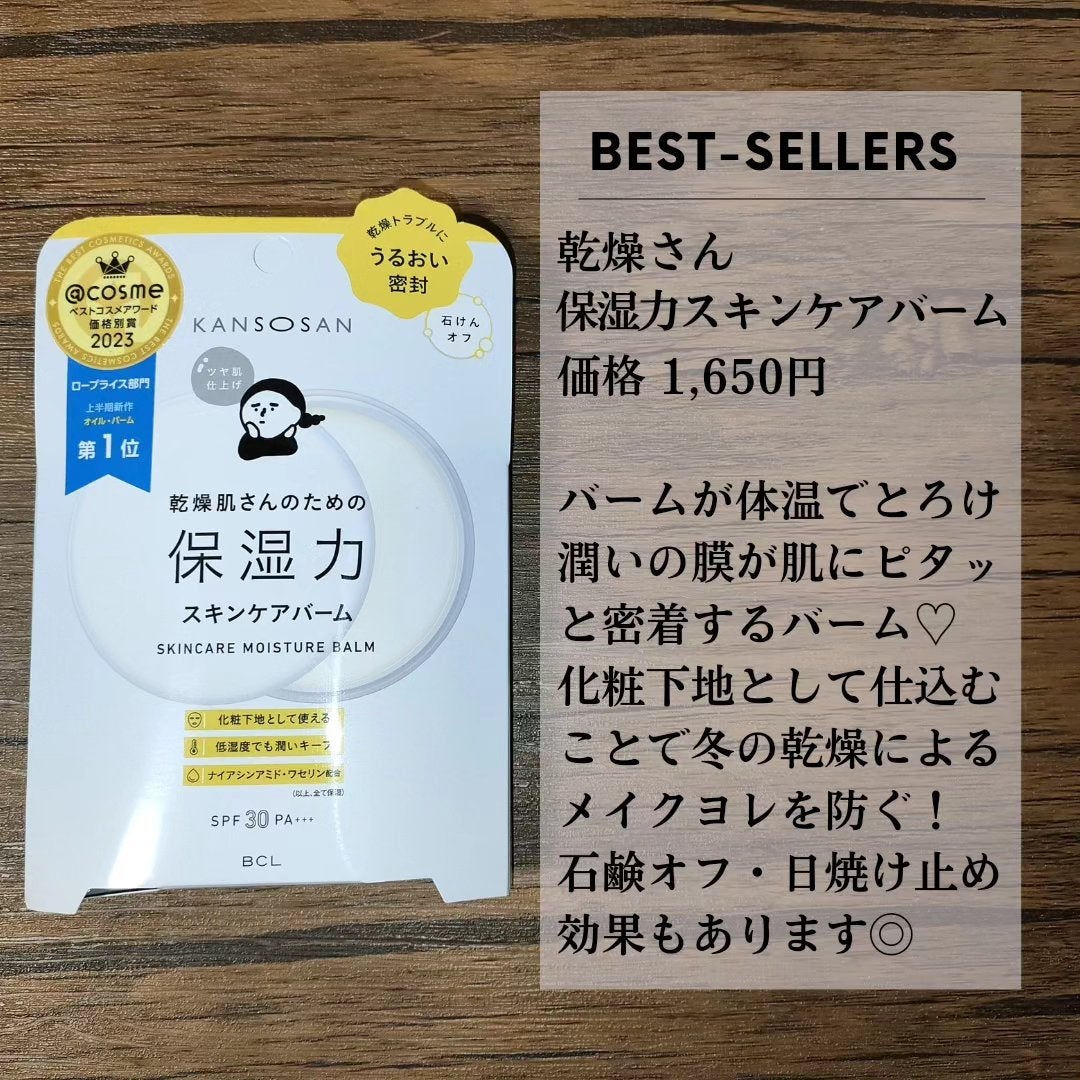 BEST-SELLERS
乾燥さん
保湿力スキンケアバーム
価格 1,650円
バームが体温でとろけ
潤いの膜が肌にピタッ
と密着するバーム♡
化粧下地として仕込む
ことで冬の乾燥による
メイクヨレを防ぐ！
石鹸オフ・日焼け止め
効果もあります◎
THE BEST COSMETICS AWARDS
@cosme
ベストコスメアワード
価格別賞
2023
THE BEST COSMETICS AWARDS
ロープライス部門
上半期新作
オイル・バーム
第1位
乾燥トラブルに
うるおい
密封
石けん
オフ
KANSOSAN
ツヤ肌
仕上げ
乾燥肌さんのための
保湿力
スキンケアバーム
SKINCARE MOISTURE BALM
化粧下地として使える
低湿度でも潤いキープ
ナイアシンアミド・ワセリン配合
(以上、全て保湿)
SPF 30 PA+++
BCL